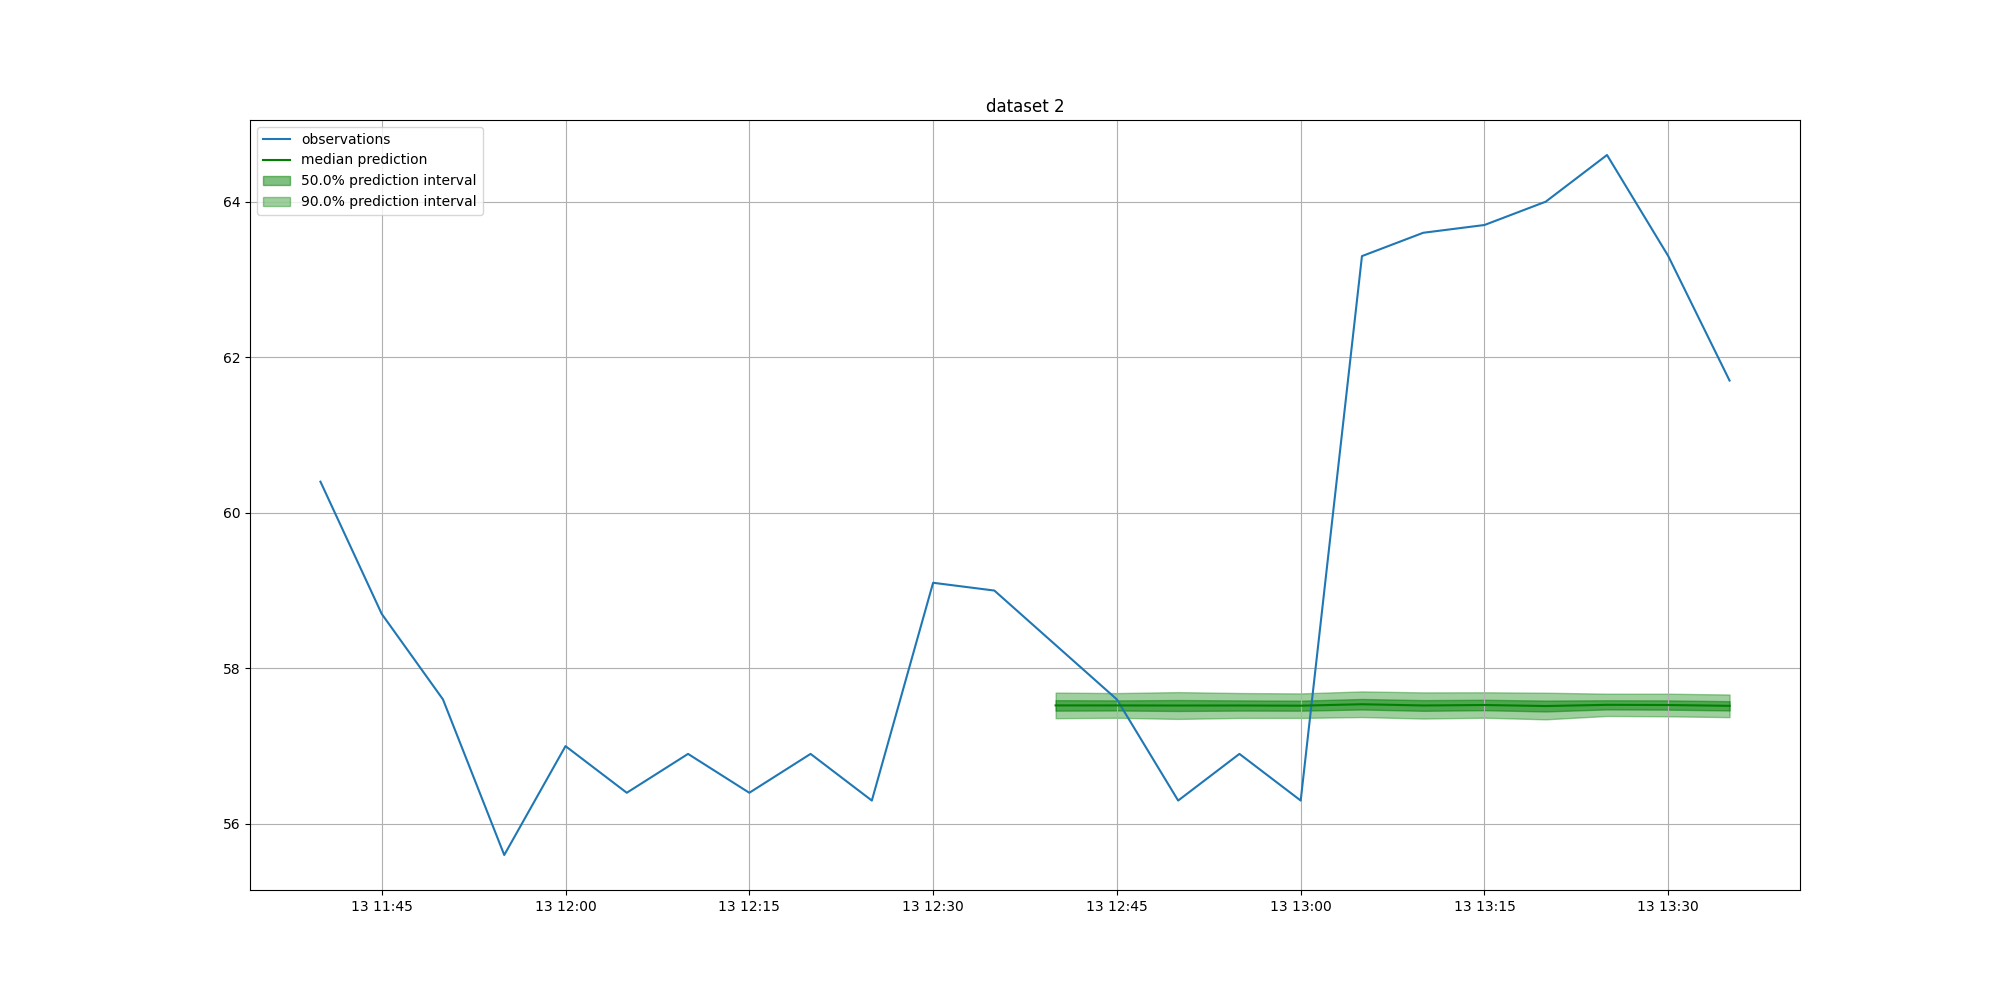 dataset 2
observations
median prediction
50.0% prediction interval
90.0% prediction interval
64
62
60
58
56
13 11:45 13 12:00 13 12:15 13 12:30 13 12:45 13 13:00 13 13:15 13 13:30